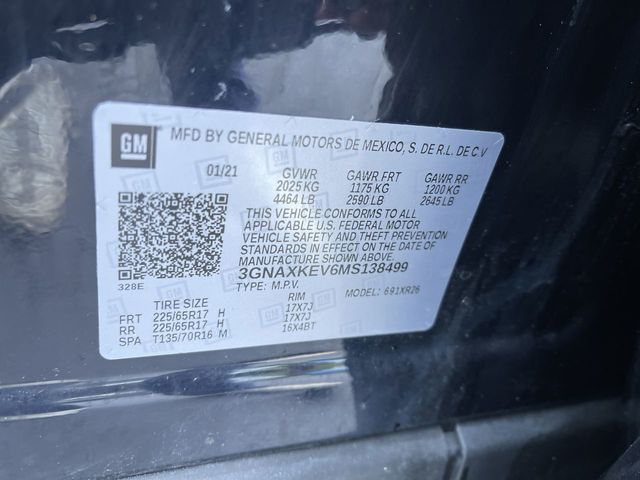 GM
MFD BY GENERAL MOTORS DE MEXICO, S. DE R.L. DE C.V
01/21 GVWR GAWR FRT GAWR RR
2025 KG 1175 KG 1200 KG
4464 LB 2590 LB 2645 LB
THIS VEHICLE CONFORMS TO ALL
APPLICABLE U.S. FEDERAL MOTOR
VEHICLE SAFETY AND THEFT PREVENTION
STANDARDS IN EFFECT ON THE DATE OF
MANUFACTURE SHOWN ABOVE.
3GNAXKEV6MS138499
328E
TYPE: M.P.V. MODEL: 691XR26
TIRE SIZE RIM
FRT 225/65R17 H 17X7J
RR 225/65R17 H 17X7J
SPA T135/70R16 M 16X4BT